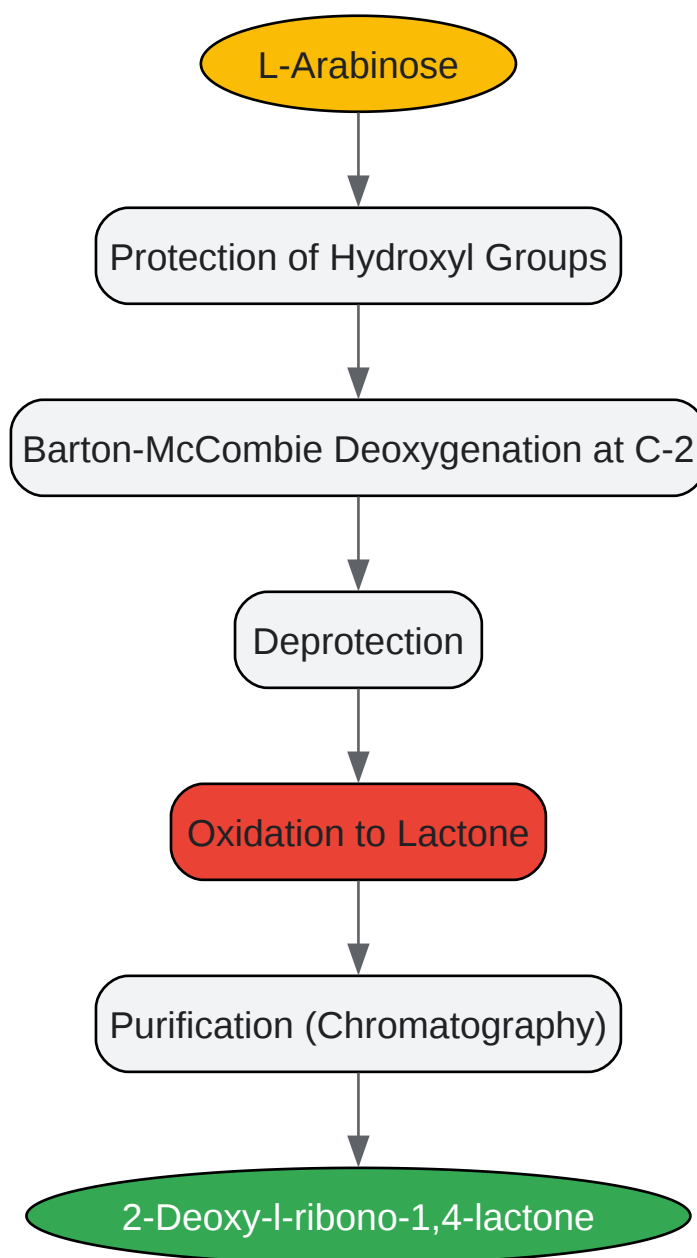 L-Arabinose
Protection of Hydroxyl Groups
Barton-McCombie Deoxygenation at C-2
Deprotection
Oxidation to Lactone
Purification (Chromatography)
2-Deoxy-l-ribono-1,4-lactone